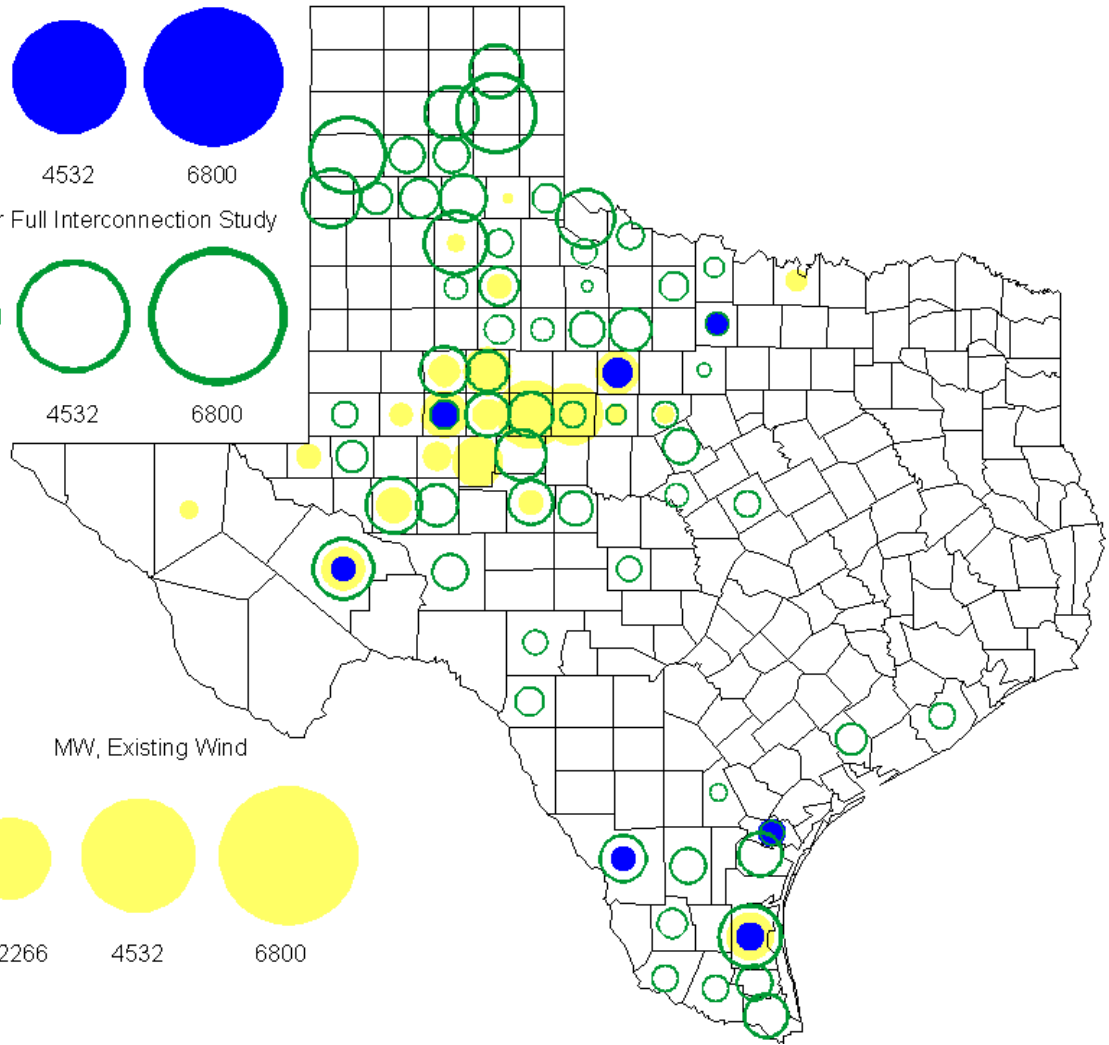 4532 6800
Full Interconnection Study
4532 6800
MW, Existing Wind
2266 4532 6800